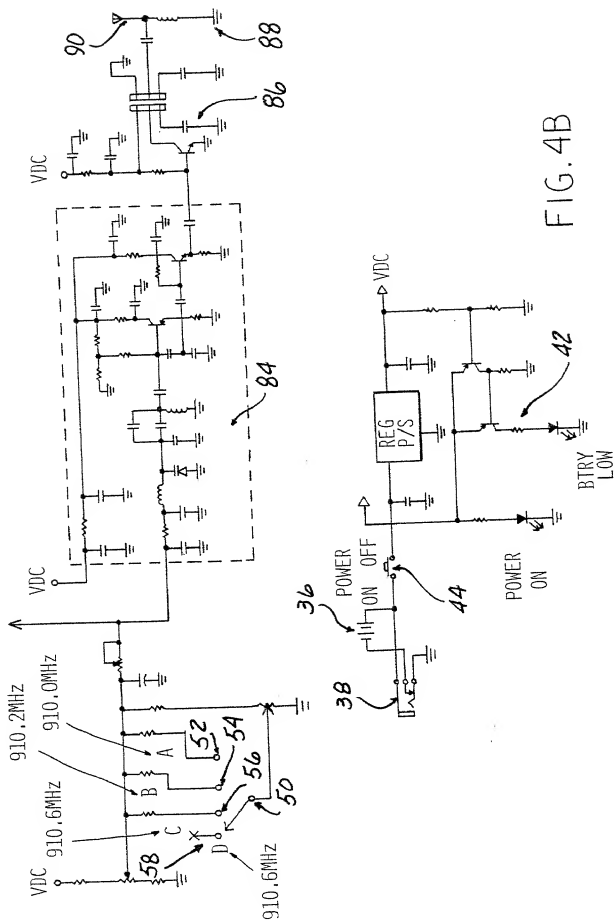 90
88
86
VDC
84
VDC
910.2MHz
910.0MHz
910.6MHz
A
B
C
D
52
54
56
50
58
VDC
910.6MHz
VDC
REG
P/S
42
BTRY
LOW
POWER
ON OFF
36
44
38
POWER
ON
FIG. 4B